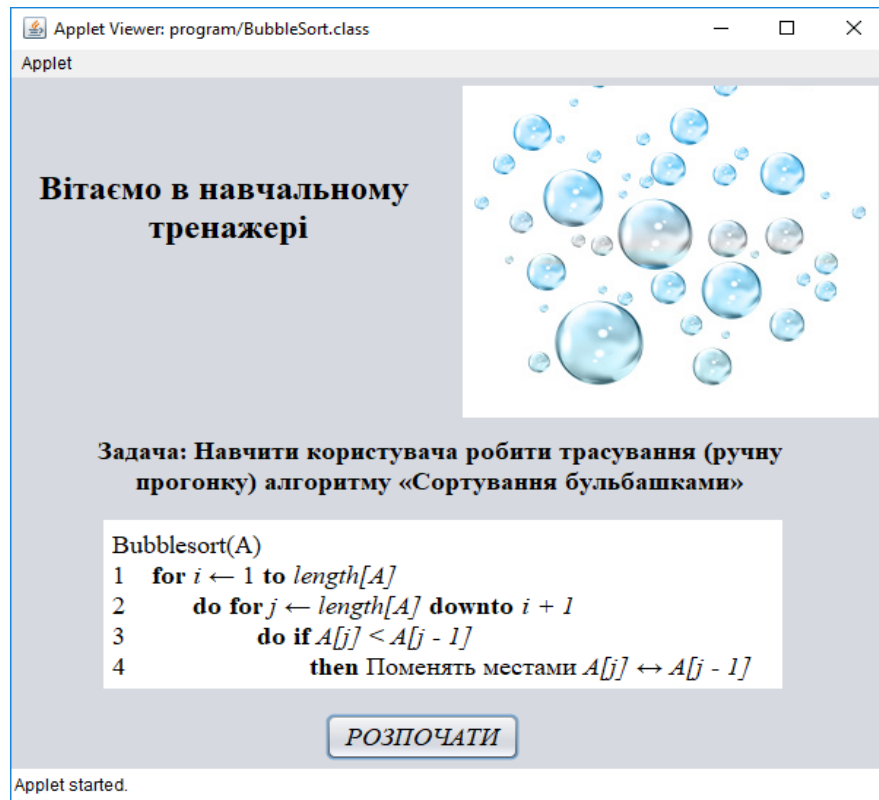 Applet Viewer: program/BubbleSort.class
Applet
Вітаємо в навчальному
тренажері
Задача: Навчити користувача робити трасування (ручну
прогонку) алгоритму «Сортування бульбашками»
Bubblesort(A)
1 for i ← 1 to length[A]
2 do for j ← length[A] downto i + 1
3 do if A[j] < A[j - 1]
4 then Поменять местами A[j] ↔ A[j - 1]
РОЗПОЧАТИ
Applet started.